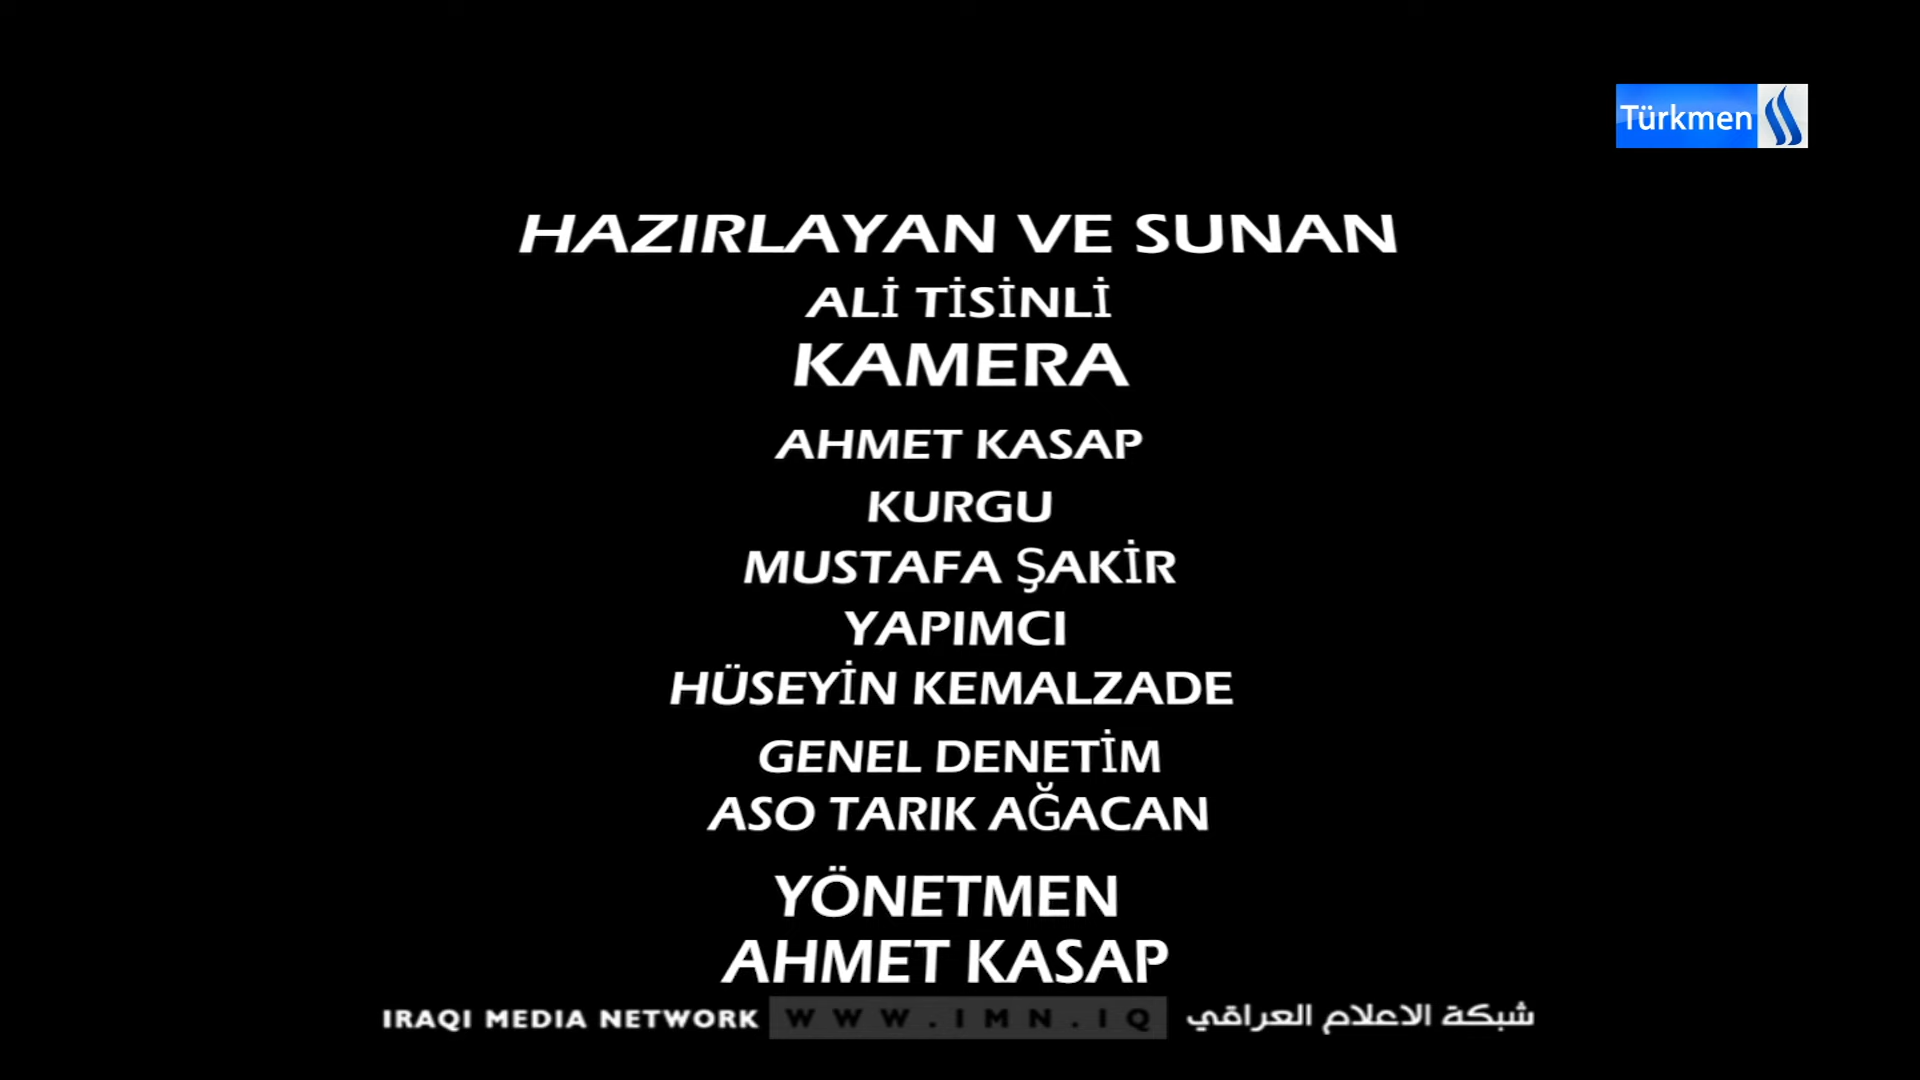 Türkmen
HAZIRLAYAN VE SUNAN
ALİ TİSİNLİ
KAMERA
AHMET KASAP
KURGU
MUSTAFA ŞAKİR
YAPIMCI
HÜSEYİN KEMALZADE
GENEL DENETİM
ASO TARIK AĞACAN
YÖNETMEN
AHMET KASAP
IRAQI MEDIA NETWORK WWW.IMN.IQ شبكة الاعلام العراقي